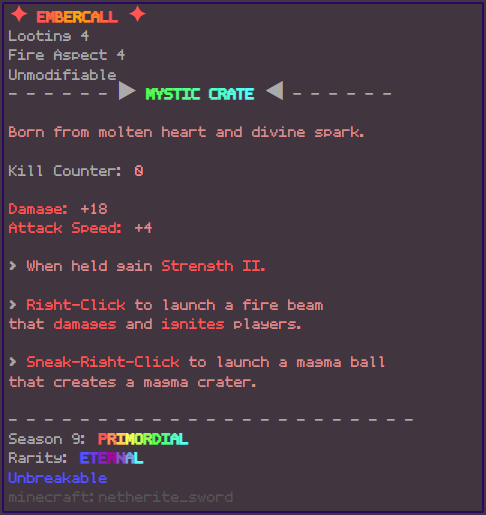 ✦ EMBERCALL ✦
Looting 4
Fire Aspect 4
Unmodifiable
- - - - - - ▶ MYSTIC CRATE ◀ - - - - - -
Born from molten heart and divine spark.
Kill Counter: 0
Damage: +18
Attack Speed: +4
> When held gain Strength II.
> Right-Click to launch a fire beam
that damages and ignites players.
> Sneak-Right-Click to launch a magma ball
that creates a magma crater.
- - - - - - - - - - - - - - - - - - - - - - -
Season 9: PRIMORDIAL
Rarity: ETERNAL
Unbreakable
minecraft:netherite_sword